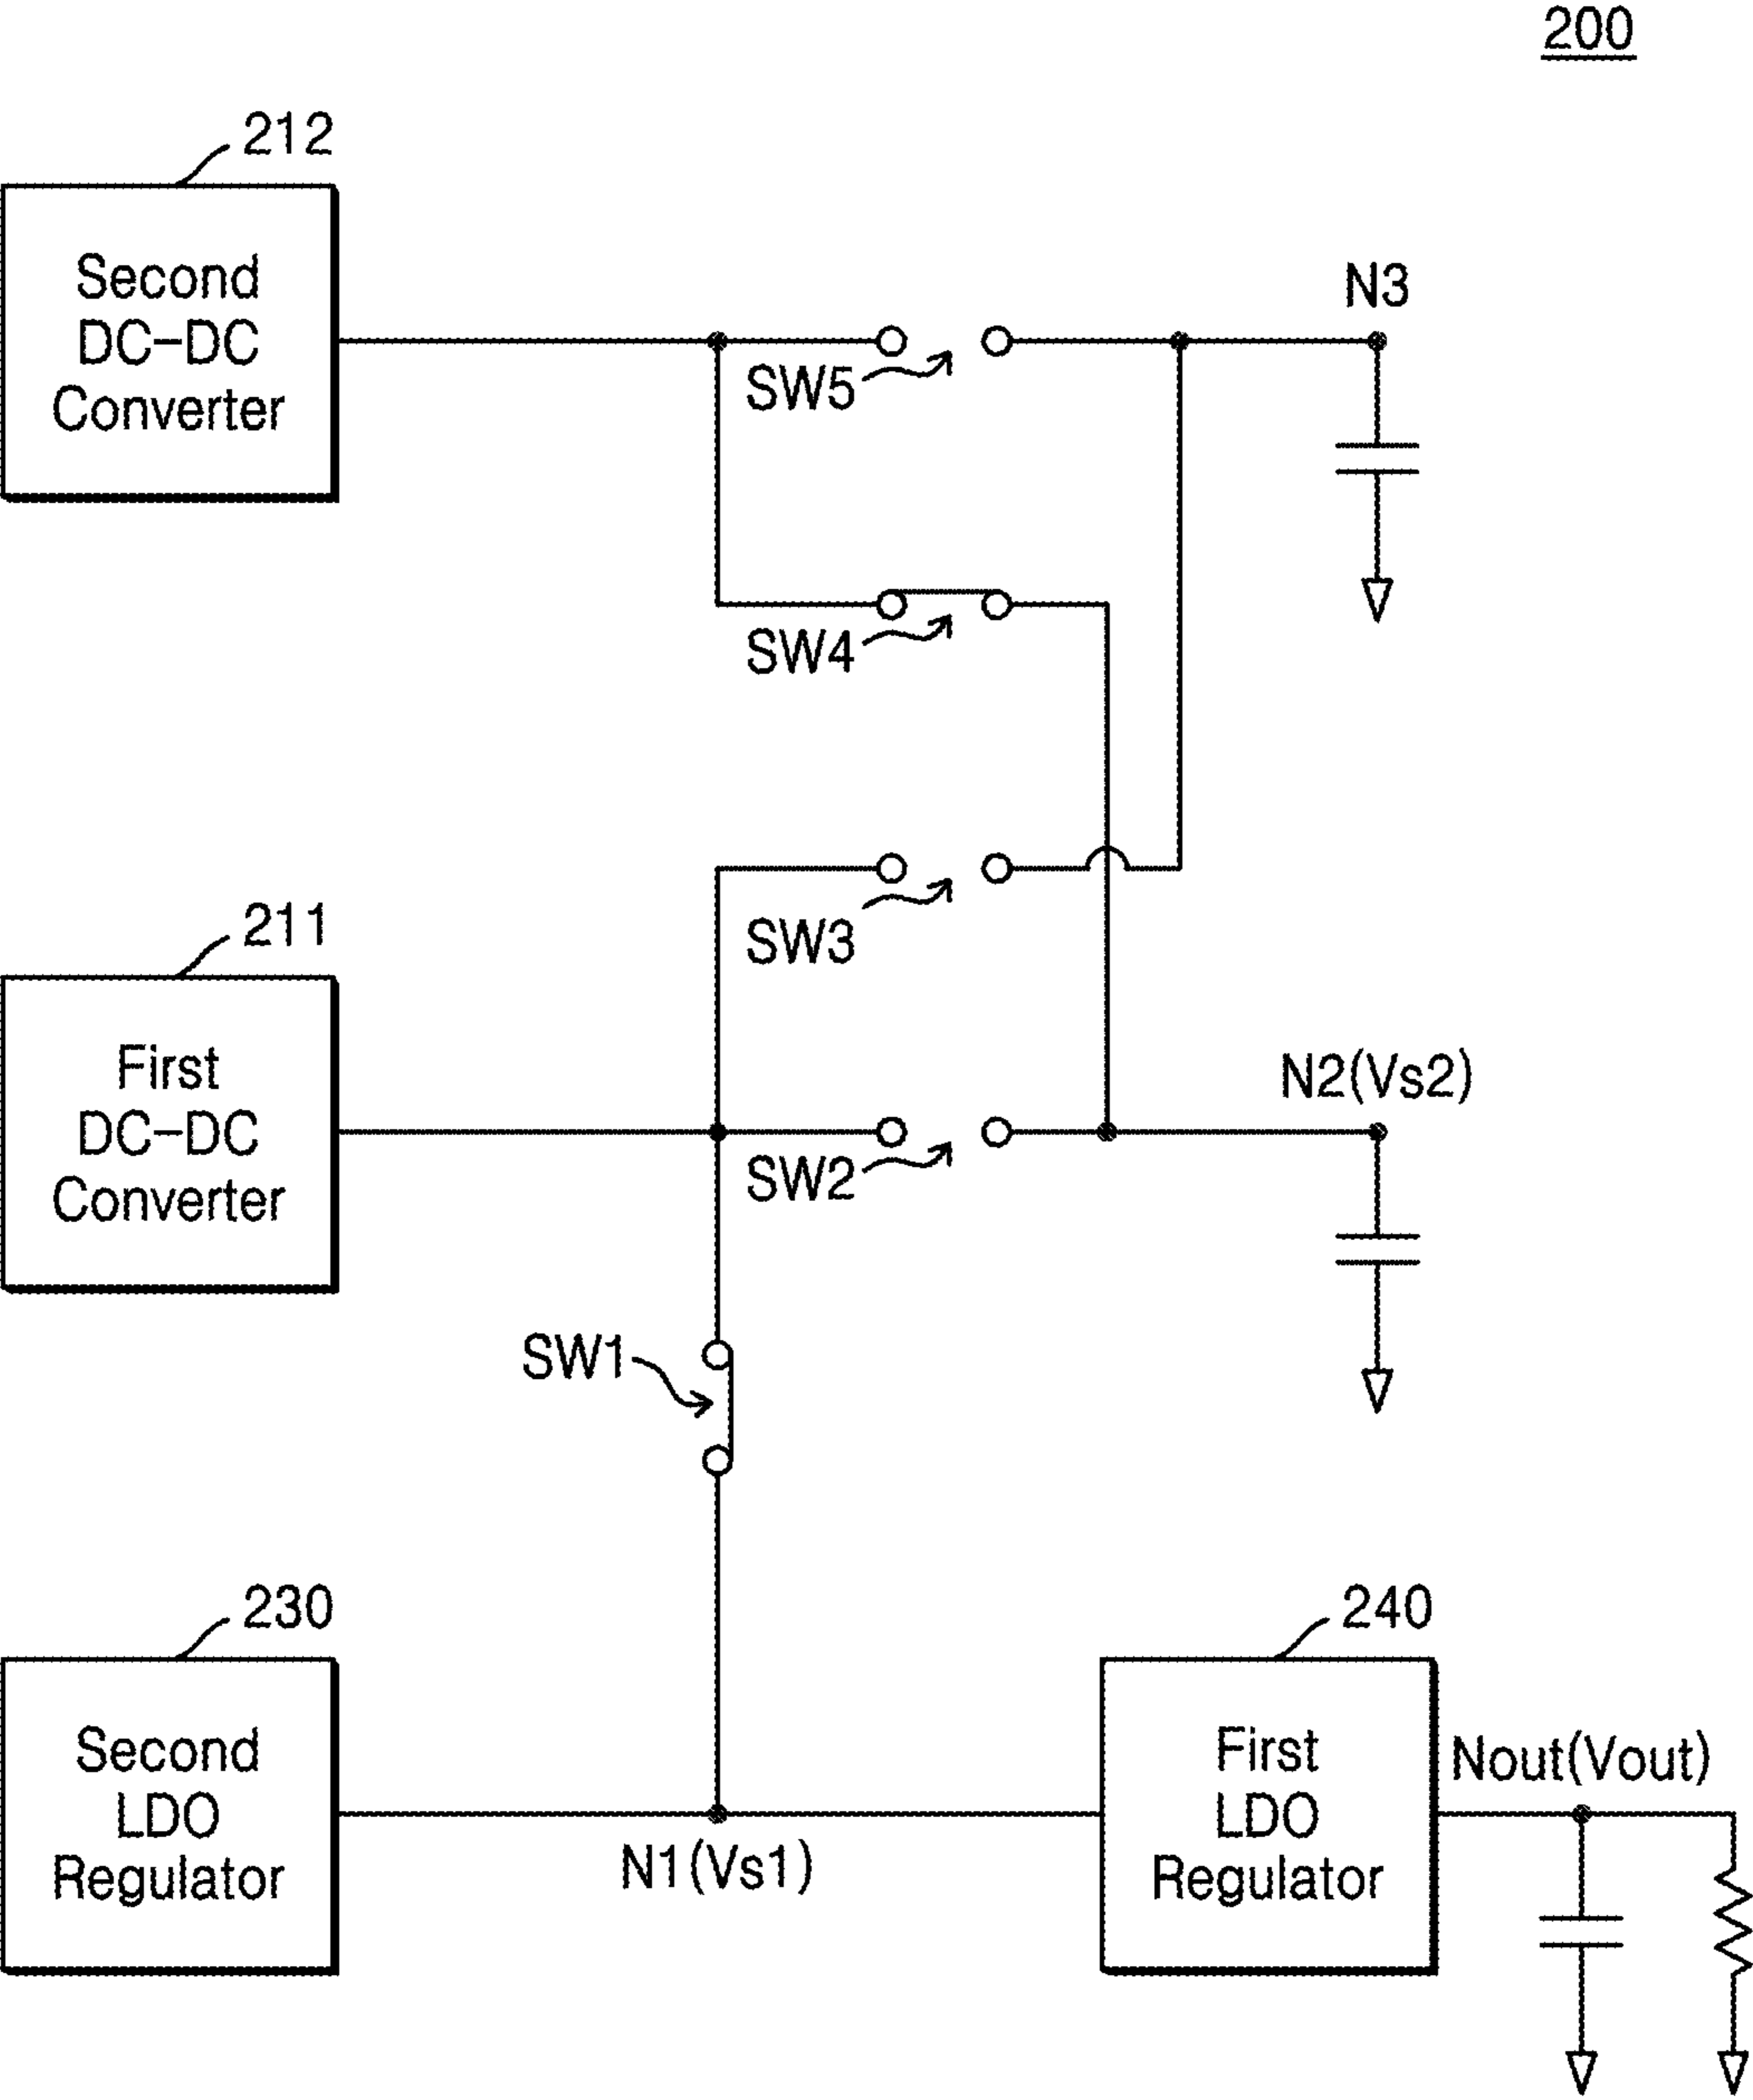 200
212
Second
DC-DC
Converter
N3
SW5
SW4
SW3
211
First
DC-DC
Converter
N2(Vs2)
SW2
SW1
230
240
Second
LDO
Regulator
First
LDO
Regulator
Nout(Vout)
N1(Vs1)